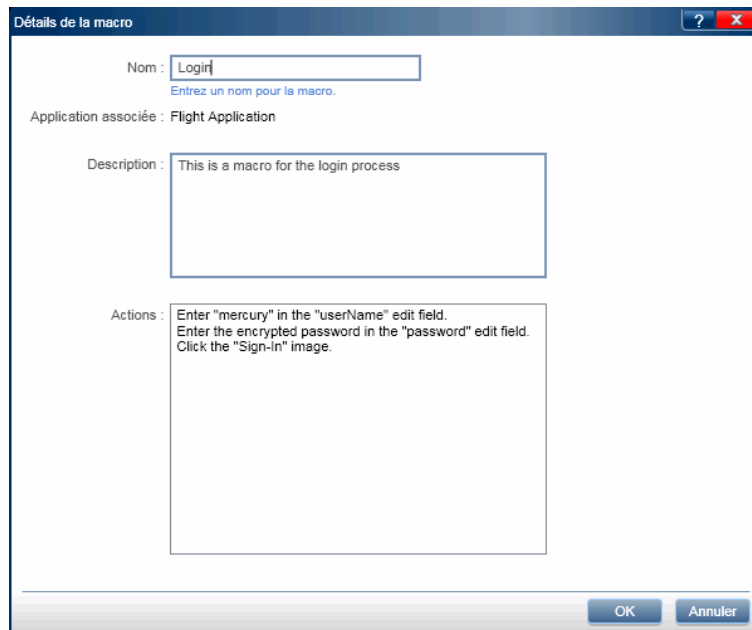 Détails de la macro
?
X
Nom : Login
Entrez un nom pour la macro.
Application associée : Flight Application
Description : This is a macro for the login process
Actions : Enter "mercury" in the "userName" edit field.
Enter the encrypted password in the "password" edit field.
Click the "Sign-In" image.
OK
Annuler